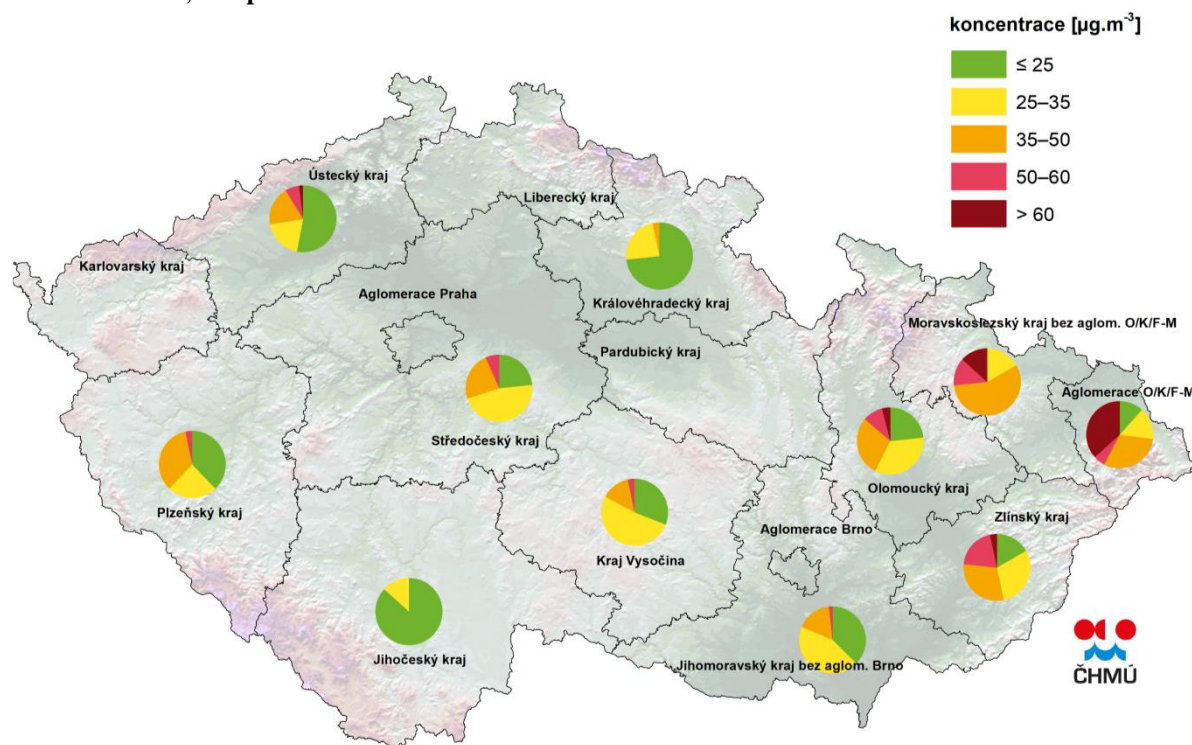 koncentrace [µg.m⁻³]
≤ 25
25–35
35–50
50–60
> 60
Ústecký kraj
Liberecký kraj
Karlovarský kraj
Aglomerace Praha
Královéhradecký kraj
Moravskoslezský kraj bez aglom. O/K/F-M
Pardubický kraj
Aglomerace O/K/F-M
Středočeský kraj
Olomoucký kraj
Plzeňský kraj
Zlínský kraj
Aglomerace Brno
Kraj Vysočina
Jihočeský kraj
Jihomoravský kraj bez aglom. Brno
ČHMÚ